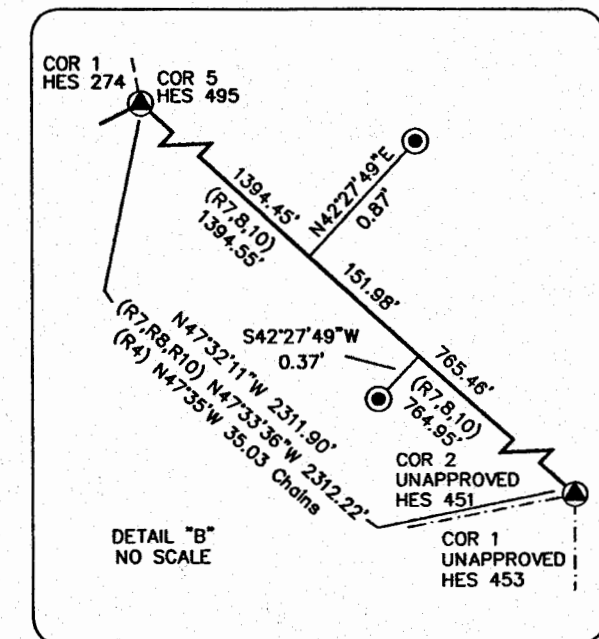 COR 1
HES 274
COR 5
HES 495
1394.45'
(R7,8,10)
1394.55'
N42°27'49"E
0.87'
151.98'
S42°27'49"W
0.37'
765.46'
(R7,8,10)
764.95'
N47°32'11"W 2311.90'
(R7,R8,R10) N47°33'36"W 2312.22'
(R4) N47°35'W 35.03 Chains
COR 2
UNAPPROVED
HES 451
DETAIL "B"
NO SCALE
COR 1
UNAPPROVED
HES 453